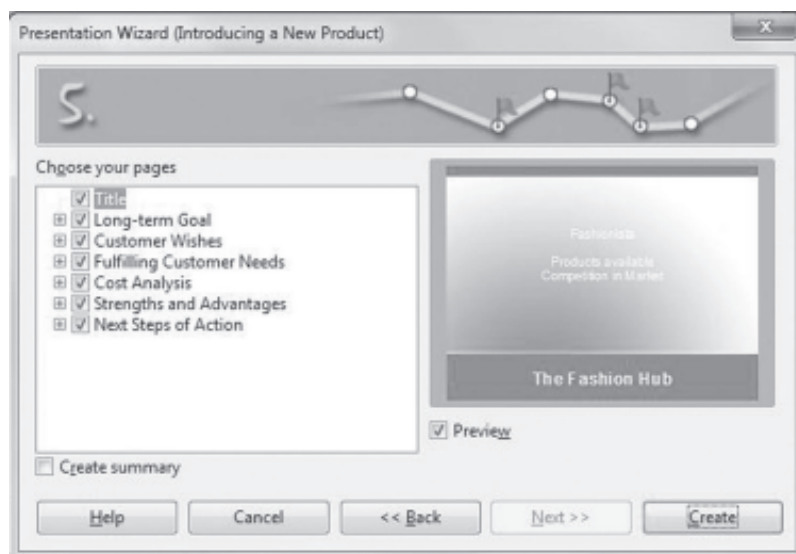 Presentation Wizard (Introducing a New Product)
5.
Choose your pages
Title
Long-term Goal
Customer Wishes
Fulfilling Customer Needs
Cost Analysis
Strengths and Advantages
Next Steps of Action
Fashionista
Products available
Competition in Market
The Fashion Hub
Preview
Create summary
Help
Cancel
<< Back
Next >>
Create